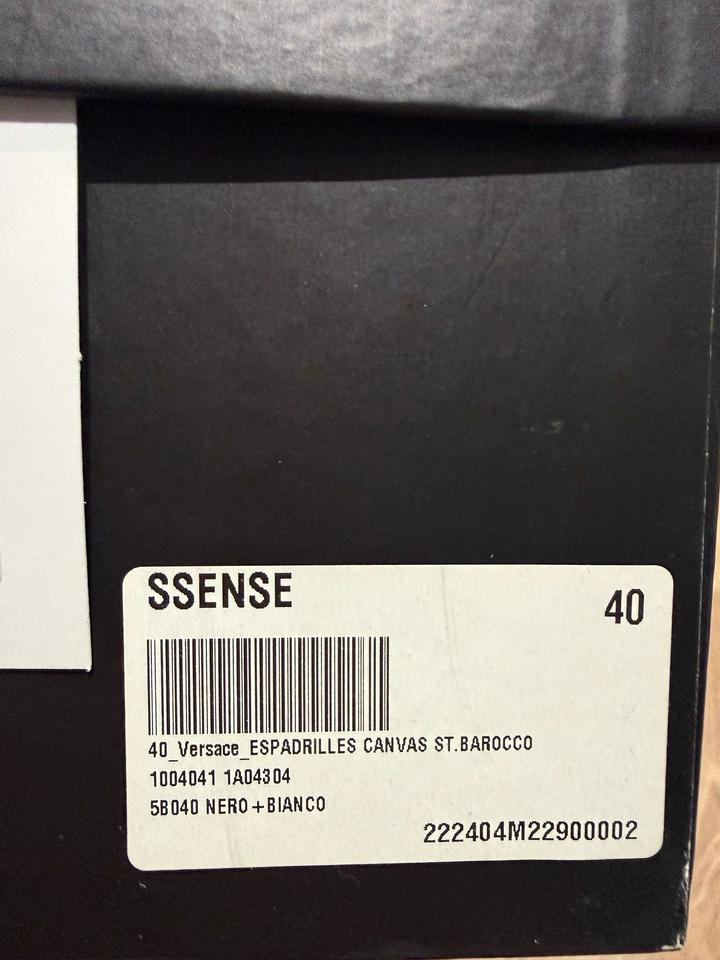 SSENSE
40
40_Versace_ESPADRILLES CANVAS ST.BAROCCO
1004041 1A04304
5B040 NERO+BIANCO
222404M22900002